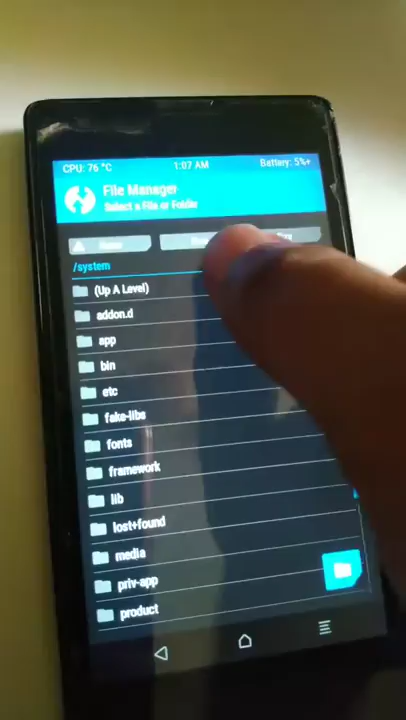 CPU: 76 °C 1:07 AM Battery: 5%+
File Manager
Select a File or Folder
/system
(Up A Level)
addon.d
app
bin
etc
fake-libs
fonts
framework
lib
lost+found
media
priv-app
product